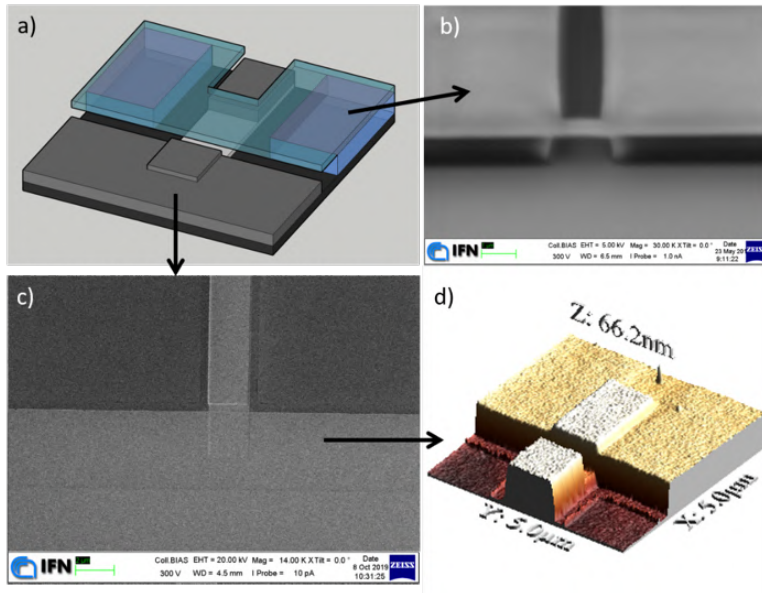 a)
b)
IFN
Coll.BIAS EHT = 5.00 kV Mag = 30.00 K X Tilt = 0.0 ° Date
300 V WD = 6.5 mm I Probe = 1.0 nA 23 May
9:11:22
ZEISS
c)
d)
Z: 66.2nm
X: 5.0μm
Y: 5.0μm
IFN
Coll.BIAS EHT = 20.00 kV Mag = 14.00 K X Tilt = 0.0 ° Date
300 V WD = 4.5 mm I Probe = 10 pA 8 Oct 2019
10:31:25
ZEISS